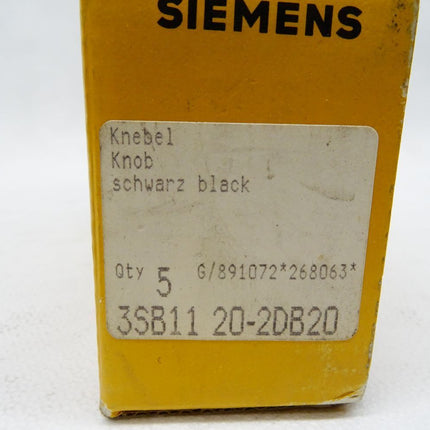 SIEMENS
Knebel
Knob
schwarz black
Qty 5 G/891072*268063*
3SB11 20-2DB20